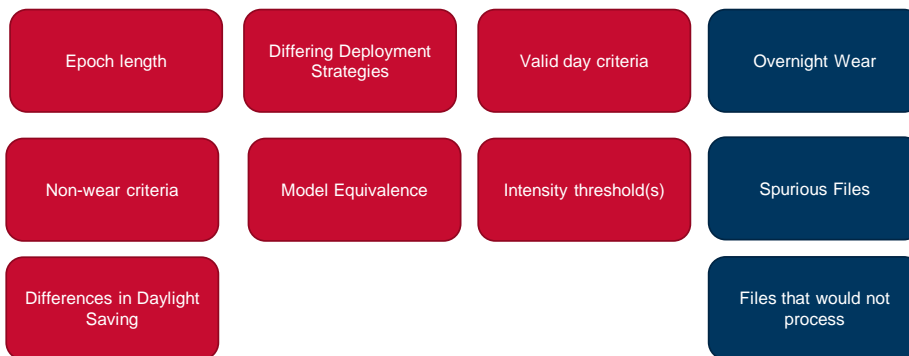 Epoch length
Differing Deployment
Strategies
Valid day criteria
Overnight Wear
Non-wear criteria
Model Equivalence
Intensity threshold(s)
Spurious Files
Differences in Daylight
Saving
Files that would not
process